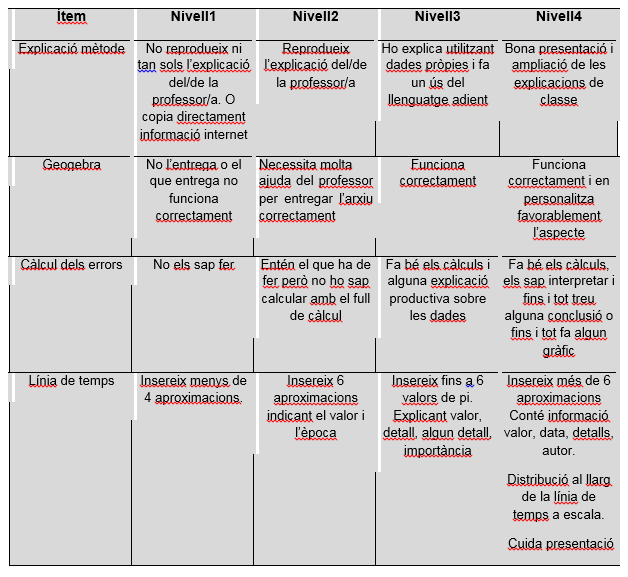 Ítem
Nivell1
Nivell2
Nivell3
Nivell4
Explicació mètode
No reprodueix ni
tan sols l'explicació
del/de la
professor/a. O
copia directament
informació internet
Reprodueix
l'explicació del/de
la professor/a
Ho explica utilitzant
dades pròpies i fa
un ús del
llenguatge adient
Bona presentació i
ampliació de les
explicacions de
classe
Geogebra
No l'entrega o el
que entrega no
funciona
correctament
Necessita molta
ajuda del professor
per entregar l'arxiu
correctament
Funciona
correctament
Funciona
correctament i en
personalitza
favorablement
l'aspecte
Càlcul dels errors
No els sap fer
Entén el que ha de
fer però no ho sap
calcular amb el full
de càlcul
Fa bé els càlculs i
alguna explicació
productiva sobre
les dades
Fa bé els càlculs,
els sap interpretar i
fins i tot treu
alguna conclusió o
fins i tot fa algun
gràfic
Línia de temps
Insereix menys de
4 aproximacions.
Insereix 6
aproximacions
indicant el valor i
l'època
Insereix fins a 6
valors de pi.
Explicant valor,
detall, algun detall,
importància
Insereix més de 6
aproximacions
Conté informació
valor, data, detalls,
autor.
Distribució al llarg
de la línia de
temps a escala.
Cuida presentació